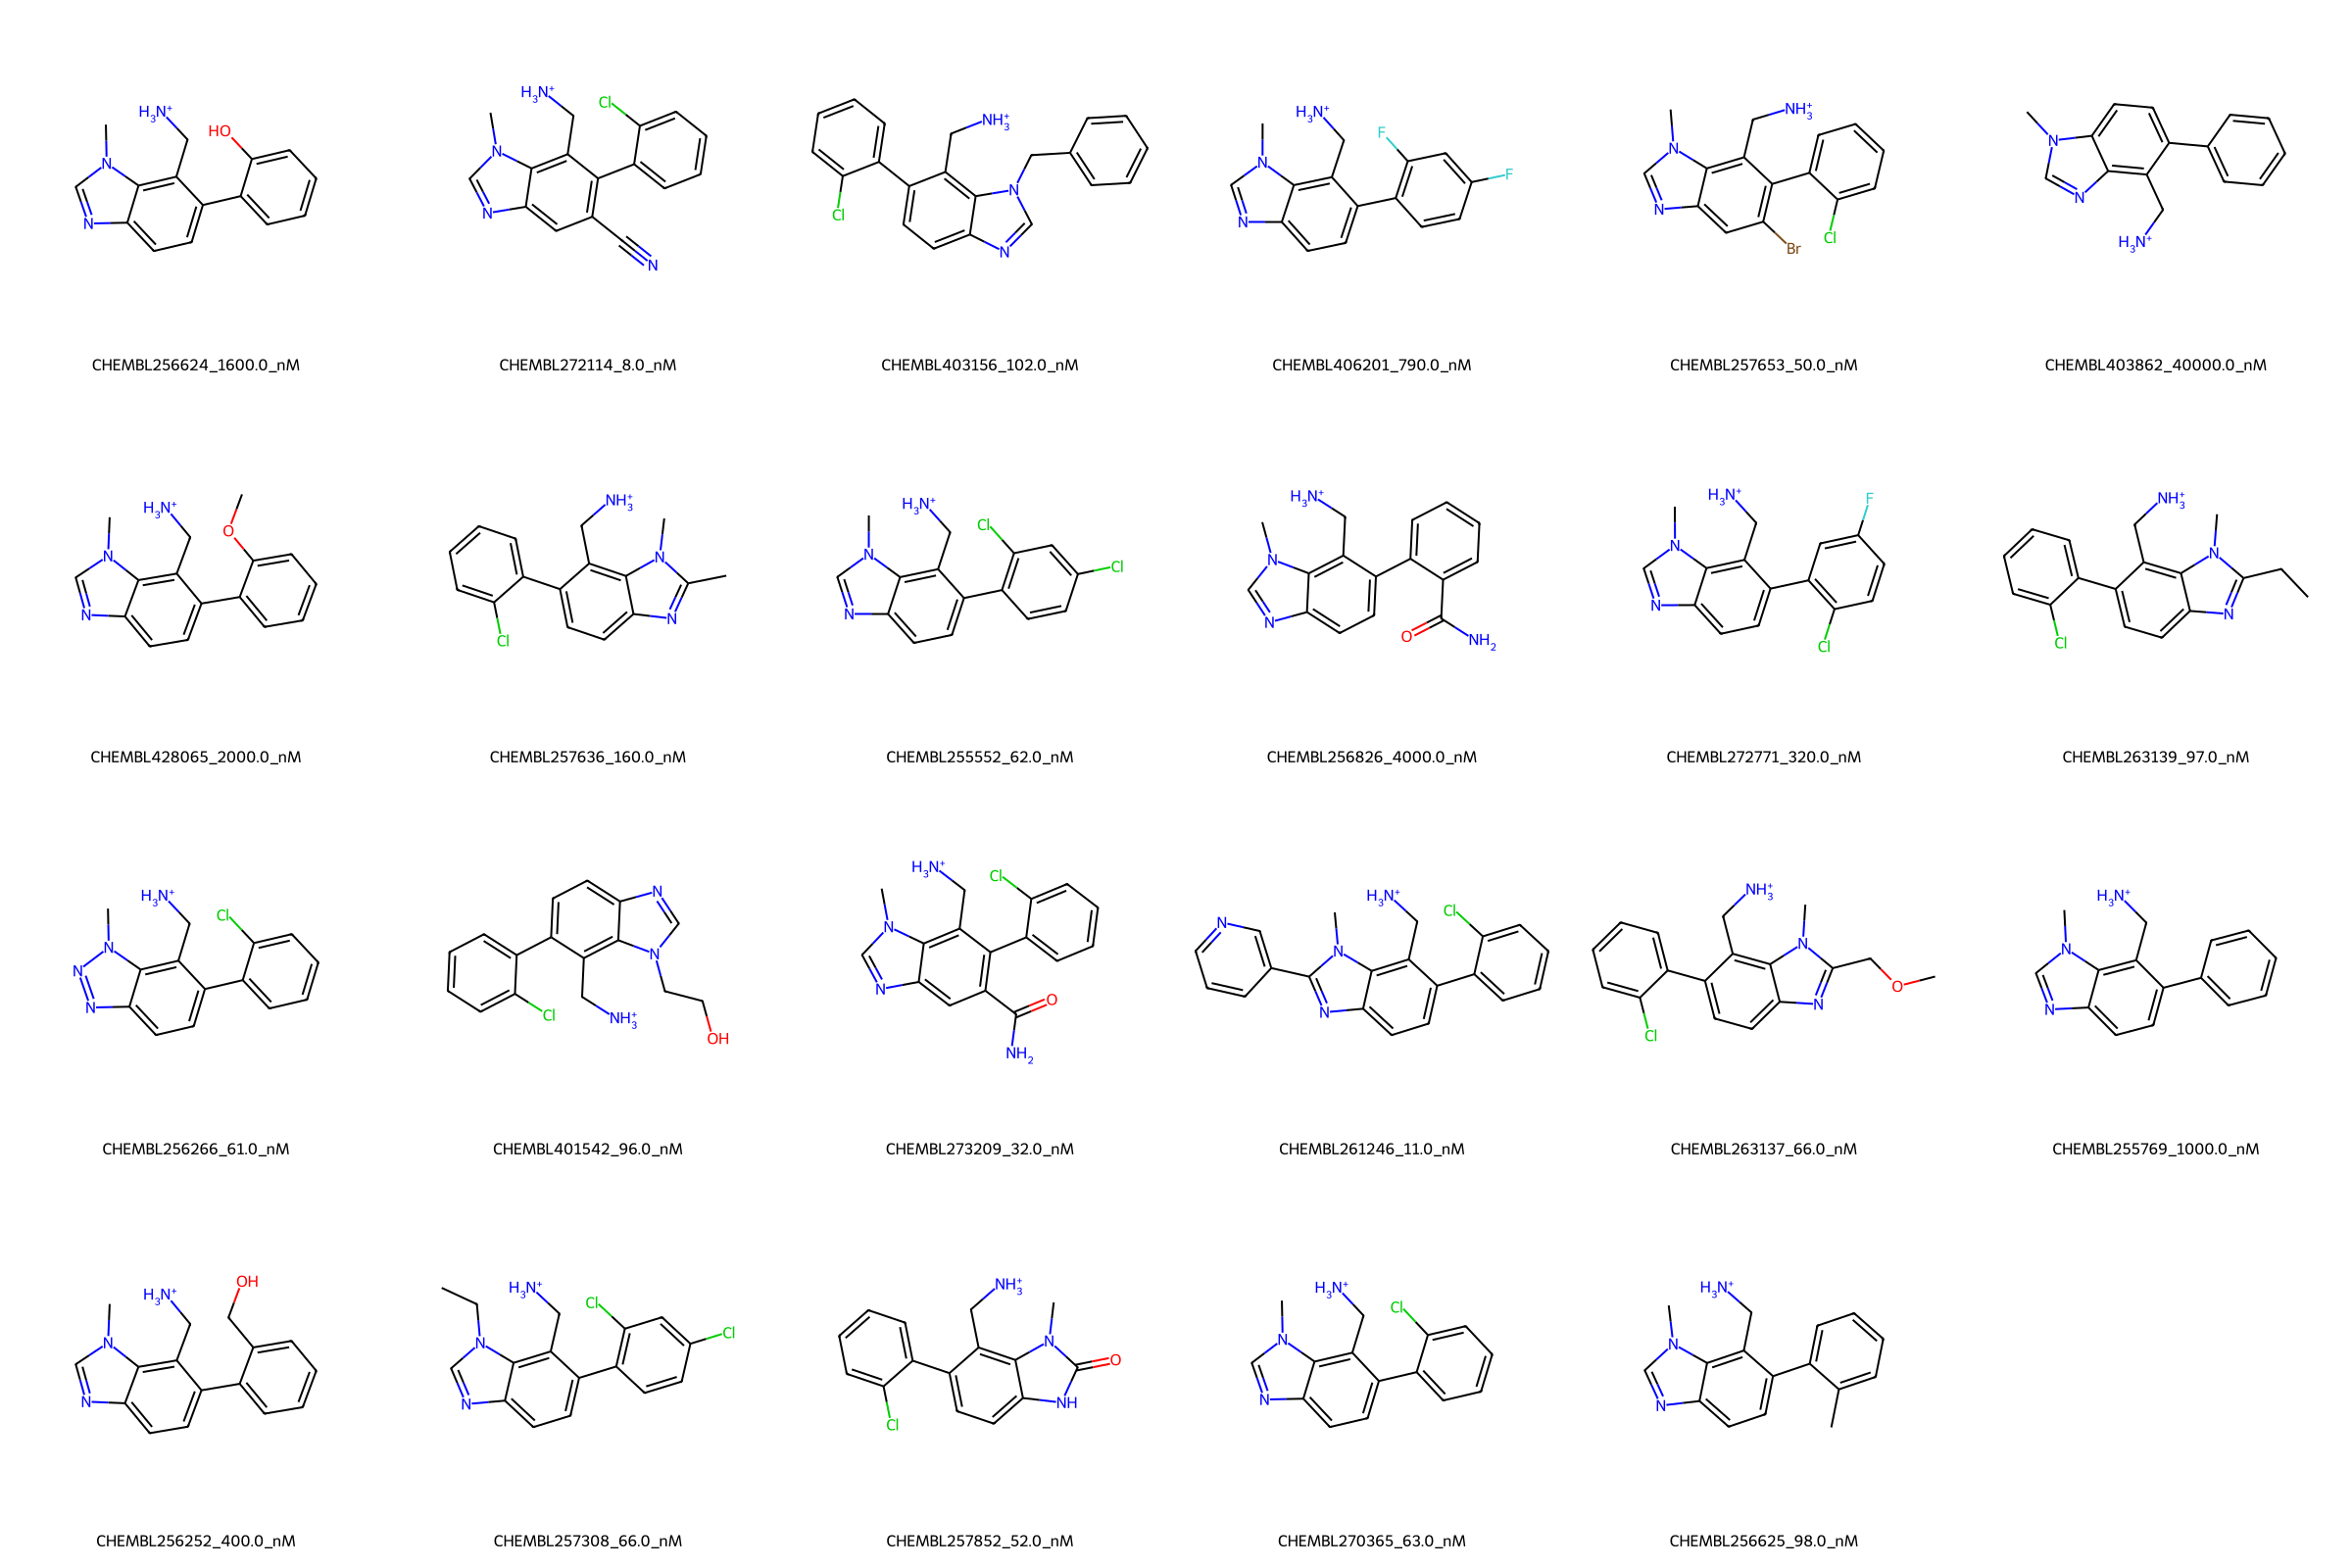 CHEMBL256624_1600.0_nM
CHEMBL272114_8.0_nM
CHEMBL403156_102.0_nM
CHEMBL406201_790.0_nM
CHEMBL257653_50.0_nM
CHEMBL403862_40000.0_nM
CHEMBL428065_2000.0_nM
CHEMBL257636_160.0_nM
CHEMBL255552_62.0_nM
CHEMBL256826_4000.0_nM
CHEMBL272771_320.0_nM
CHEMBL263139_97.0_nM
CHEMBL256266_61.0_nM
CHEMBL401542_96.0_nM
CHEMBL273209_32.0_nM
CHEMBL261246_11.0_nM
CHEMBL263137_66.0_nM
CHEMBL255769_1000.0_nM
CHEMBL256252_400.0_nM
CHEMBL257308_66.0_nM
CHEMBL257852_52.0_nM
CHEMBL270365_63.0_nM
CHEMBL256625_98.0_nM